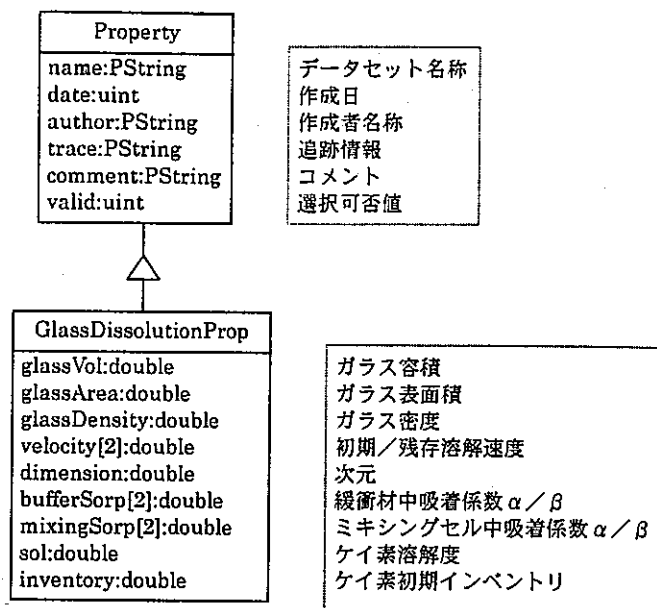 Property
name:PString
date:uint
author:PString
trace:PString
comment:PString
valid:uint
データセット名称
作成日
作成者名称
追跡情報
コメント
選択可否値
GlassDissolutionProp
glassVol:double
glassArea:double
glassDensity:double
velocity[2]:double
dimension:double
bufferSorp[2]:double
mixingSorp[2]:double
sol:double
inventory:double
ガラス容積
ガラス表面積
ガラス密度
初期／残存溶解速度
次元
緩衝材中吸着係数α／β
ミキシングセル中吸着係数α／β
ケイ素溶解度
ケイ素初期インベントリ